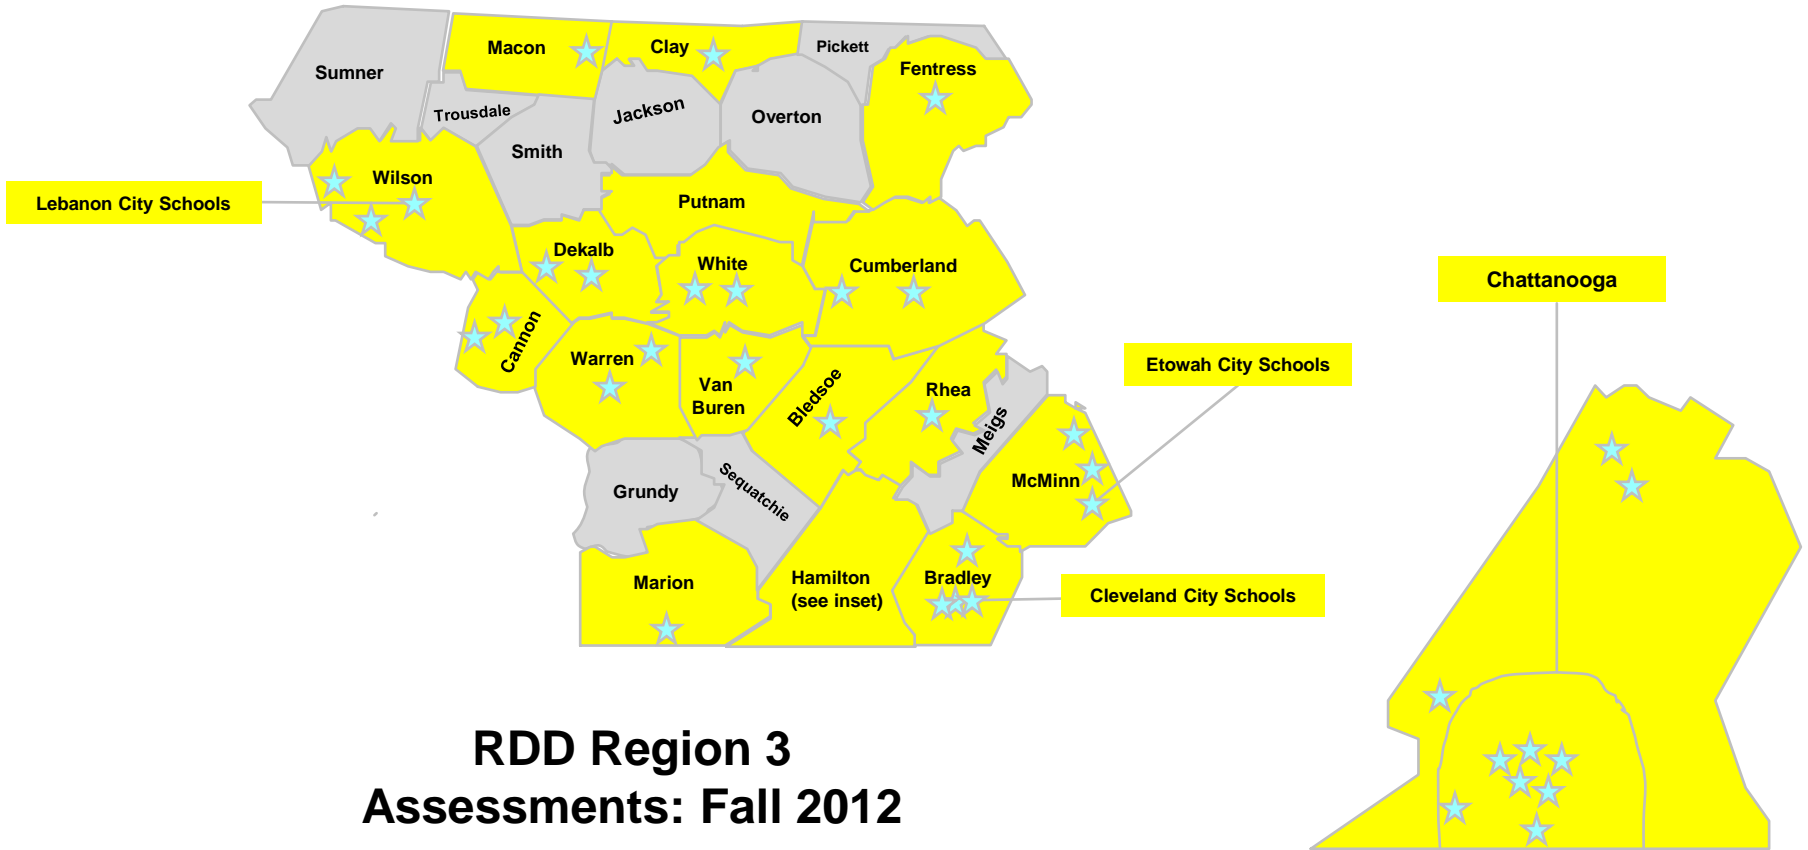 Macon
Clay
Pickett
Sumner
Fentress
Trousdale
Jackson
Overton
Smith
Wilson
Lebanon City Schools
Putnam
Dekalb
White
Cumberland
Chattanooga
Cannon
Warren
Van
Buren
Bledsoe
Rhea
Etowah City Schools
Meigs
McMinn
Grundy
Sequatchie
Marion
Hamilton
(see inset)
Bradley
Cleveland City Schools
RDD Region 3
Assessments: Fall 2012